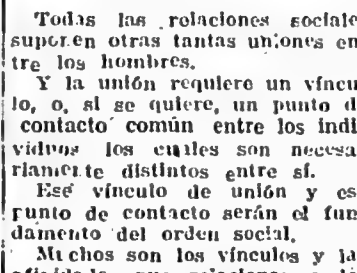 Todas las relaciones sociale
suponen otras tantas uniones en
tre los hombres.
Y la unión requiere un víncu
lo, o, si se quiere, un punto d
contacto común entre los indi
viduos los cuales son necesa
riamente distintos entre sí.
Ese vínculo de unión y es
punto de contacto serán el fun
damento del orden social.
Muchos son los vínculos y la